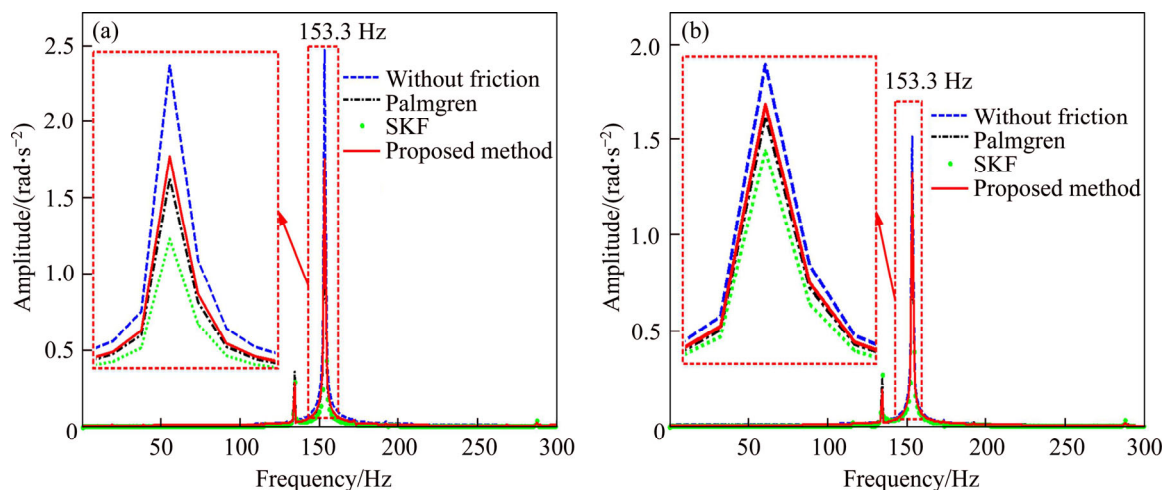 (a)
153.3 Hz
Without friction
Palmgren
SKF
Proposed method
Amplitude/(rad·s⁻²)
2.5
2.0
1.5
1.0
0.5
0
50
100
150
200
250
300
Frequency/Hz
(b)
153.3 Hz
Without friction
Palmgren
SKF
Proposed method
Amplitude/(rad·s⁻²)
2.0
1.5
1.0
0.5
0
50
100
150
200
250
300
Frequency/Hz